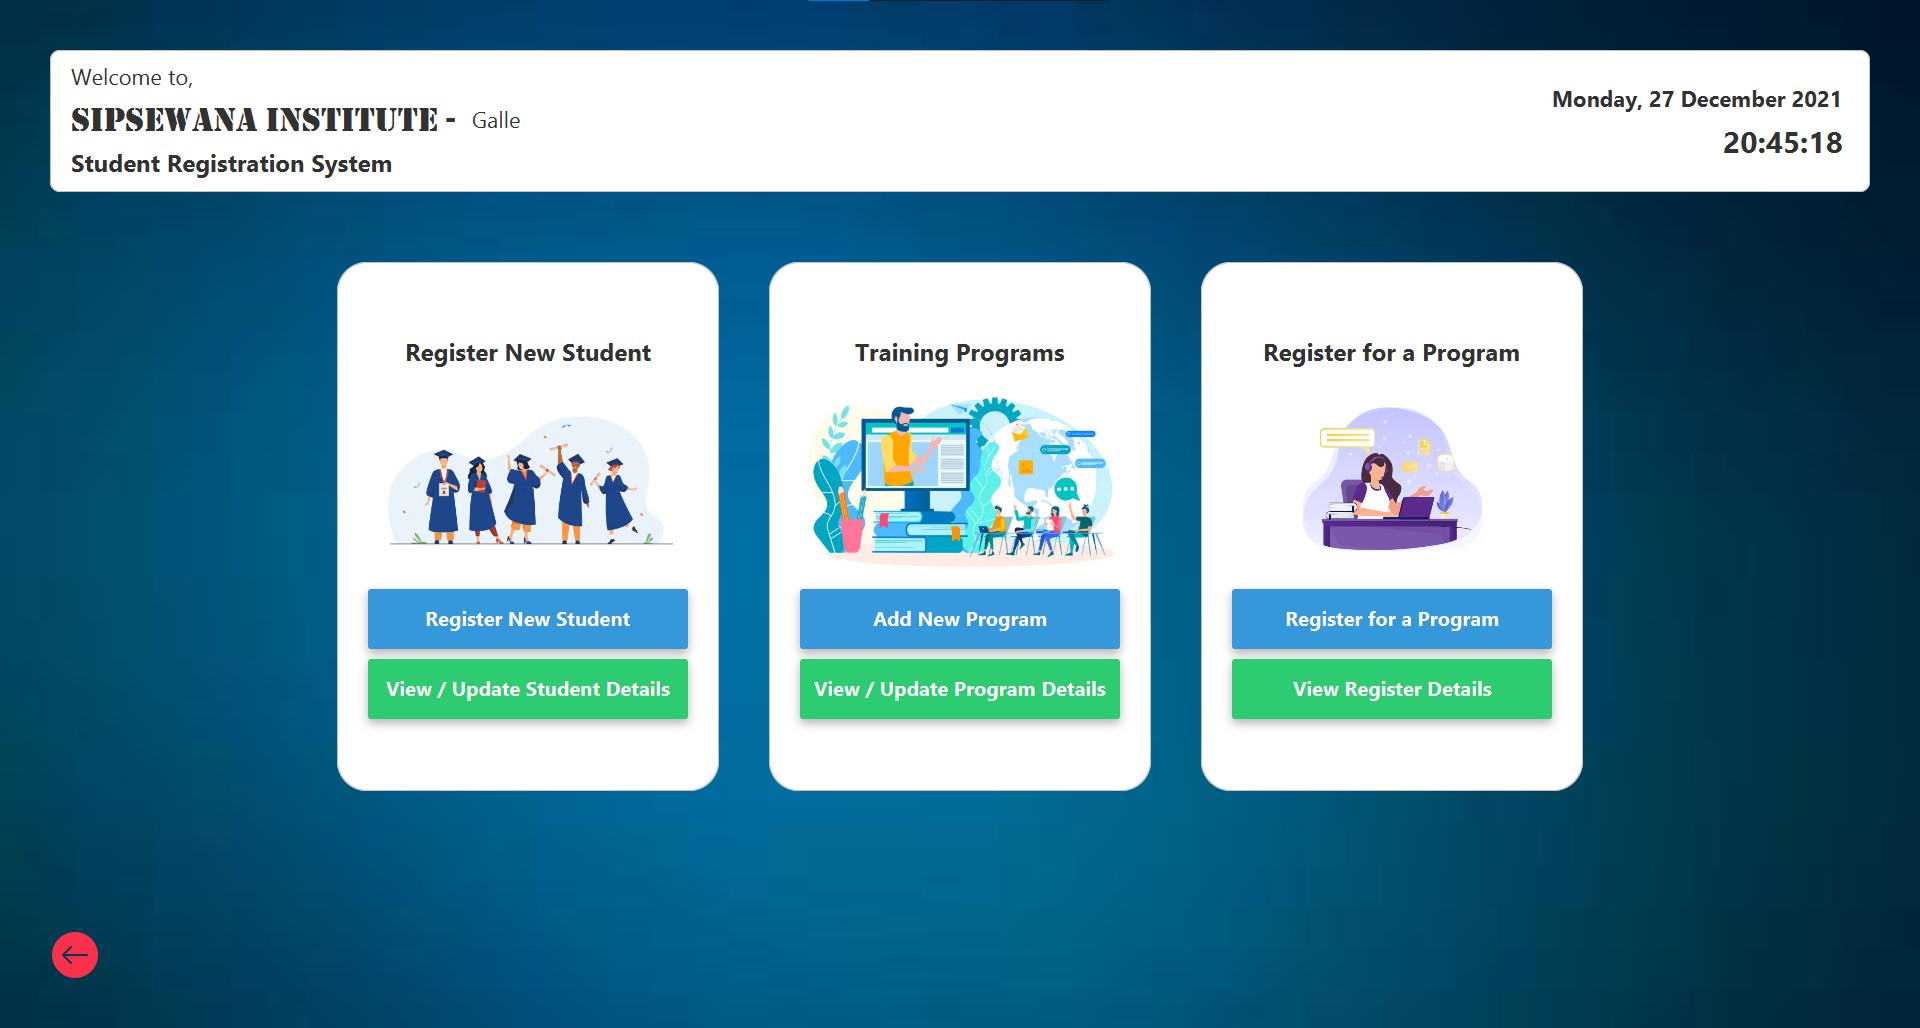 Welcome to,
SIPSEWANA INSTITUTE - Galle
Student Registration System
Monday, 27 December 2021
20:45:18
Register New Student
Register New Student
View / Update Student Details
Training Programs
Add New Program
View / Update Program Details
Register for a Program
Register for a Program
View Register Details